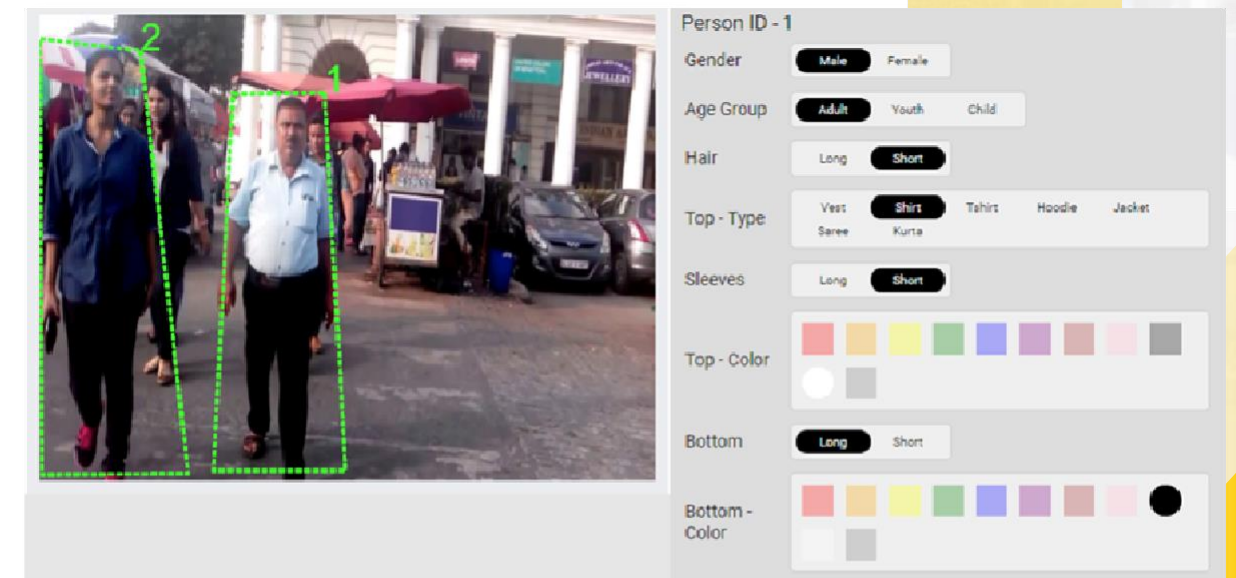 2
1
JEWELLERY
Person ID - 1
Gender
Male Female
Age Group
Adult Youth Child
Hair
Long Short
Top - Type
Vest Shirt Tshirt Hoodie Jacket
Saree Kurta
Sleeves
Long Short
Top - Color
Bottom
Long Short
Bottom -
Color